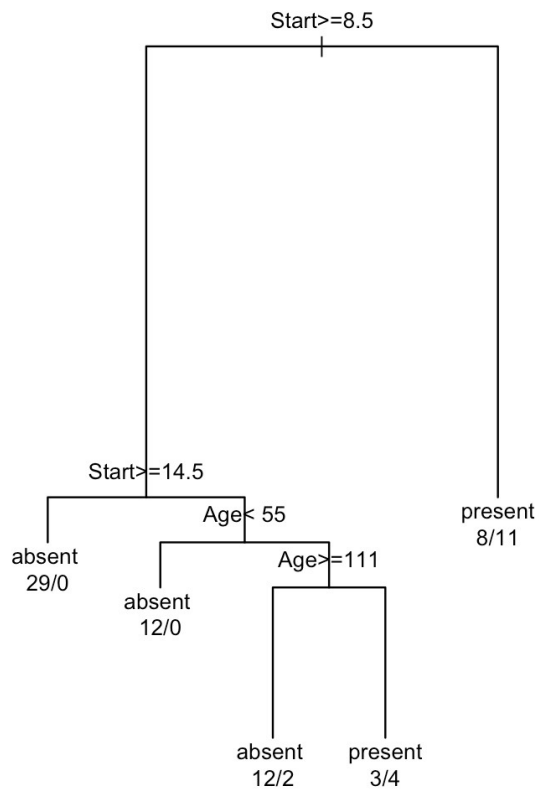 Start>=8.5
Start>=14.5
Age< 55
present
8/11
absent
29/0
Age>=111
absent
12/0
absent
12/2
present
3/4